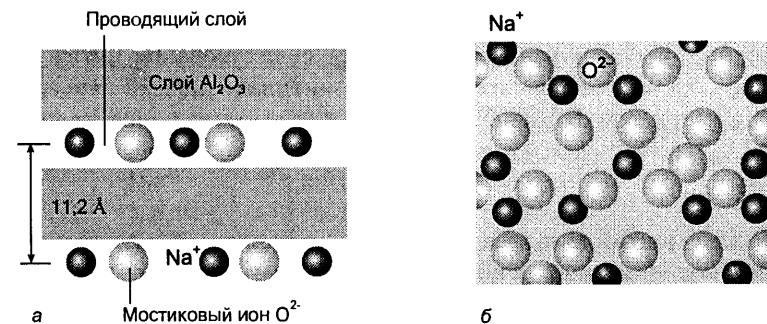 Проводящий слой
Слой Al₂O₃
11,2 Å
Na⁺
а
Мостиковый ион O²⁻
Na⁺
O²⁻
б